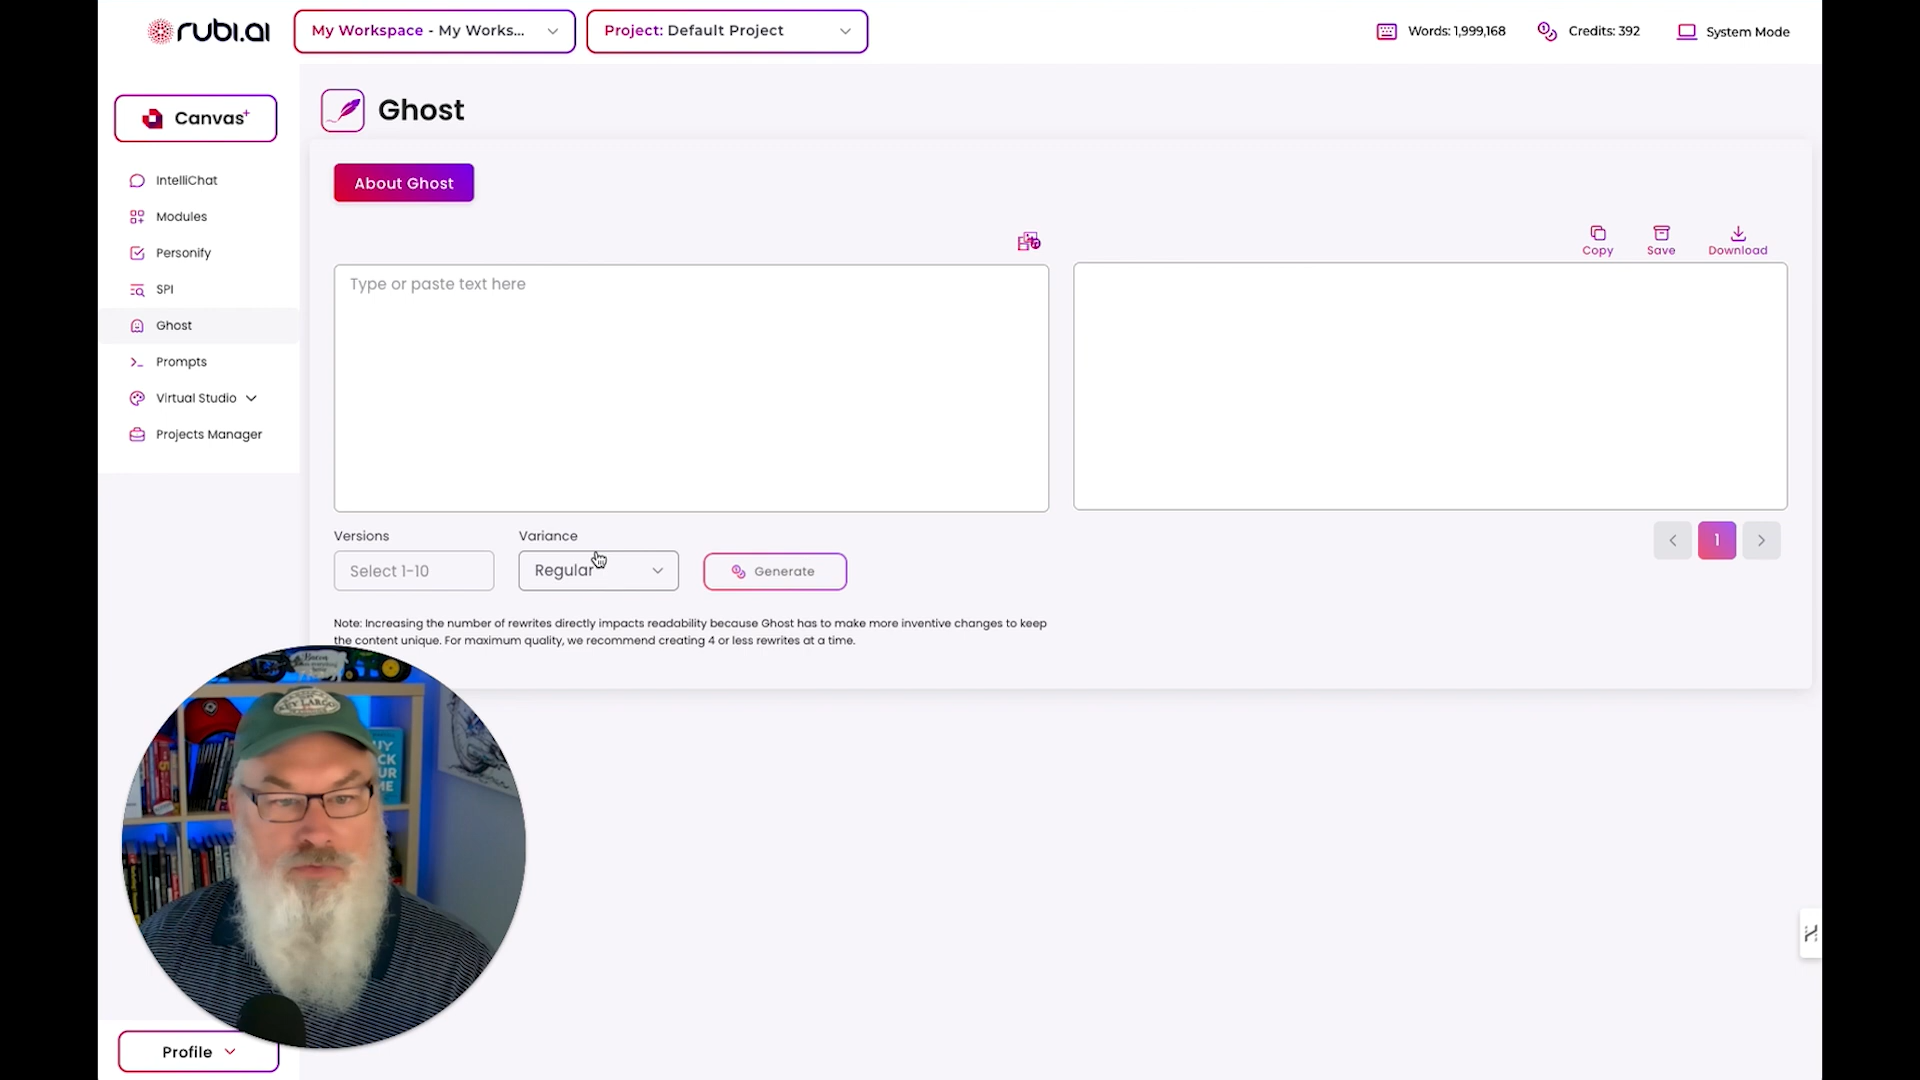 rubi.ai
My Workspace - My Works...
Project: Default Project
Words: 1,999,168
Credits: 392
System Mode
Canvas+
IntelliChat
Modules
Personify
SPI
Ghost
Prompts
Virtual Studio
Projects Manager
Profile
Ghost
About Ghost
Copy
Save
Download
Type or paste text here
1
Versions
Variance
Select 1-10
Regular
Generate
Note: Increasing the number of rewrites directly impacts readability because Ghost has to make more inventive changes to keep
the content unique. For maximum quality, we recommend creating 4 or less rewrites at a time.
Bacon